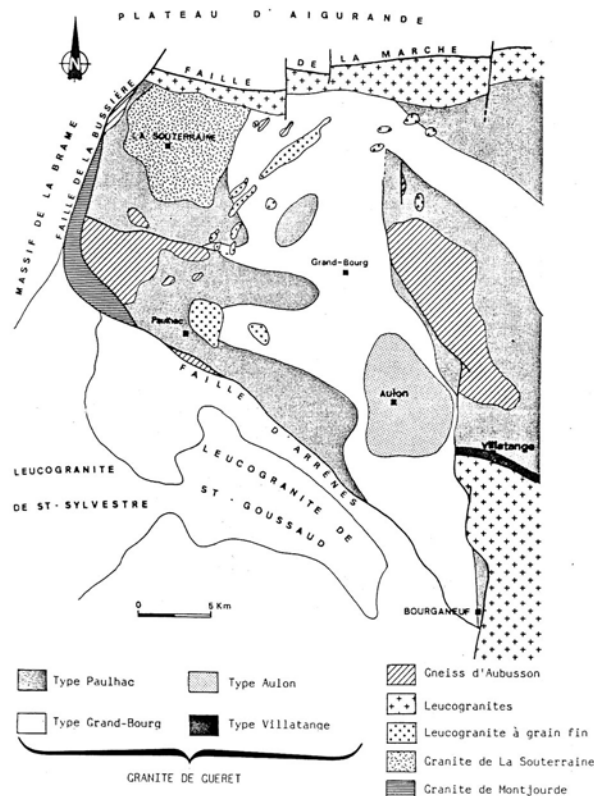 PLATEAU D'AIGURANDE
N
FAILLE DE LA MARCHE
MASSIF DE LA BRAME
FAILLE DE LA BUSSIÈRE
LA SOUTERRAINE
Grand-Bourg
Paulhac
Aulon
FAILLE D'ARRÊNES
Villatange
LEUCOGRANITE
DE ST-SYLVESTRE
LEUCOGRANITE DE
ST-GOUSSAUD
0 5 Km
BOURGANEUF
Type Paulhac
Type Aulon
Type Grand-Bourg
Type Villatange
GRANITE DE GUERET
Gneiss d'Aubusson
Leucogranites
Leucogranite à grain fin
Granite de La Souterraine
Granite de Montjourde